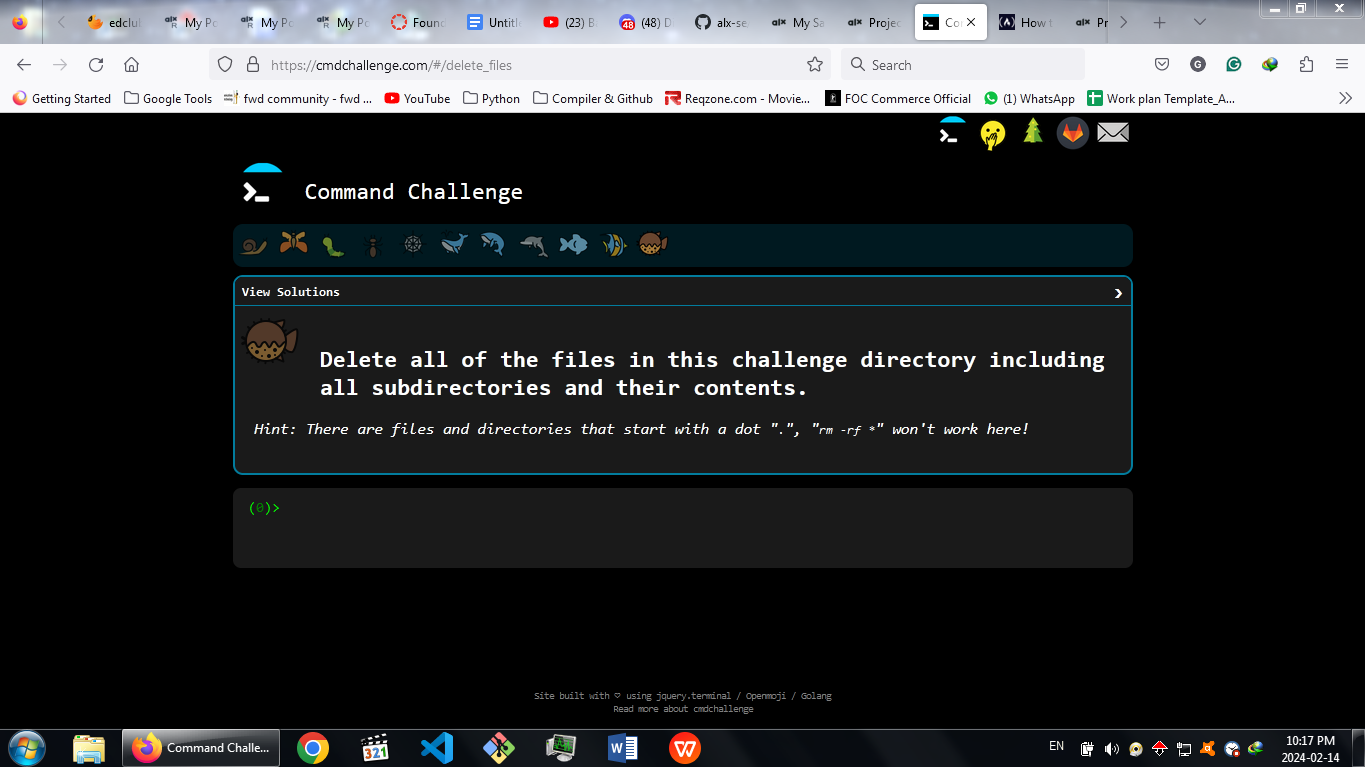 edclul
My Po
My Po
My Po
Foun
Untitl
(23) B
(48) D
alx-se
My Sa
Projec
Co
How t
Pr
https://cmdchallenge.com/#/delete_files
Search
Getting Started
Google Tools
fwd community - fwd ...
YouTube
Python
Compiler & Github
Reqzone.com - Movie...
FOC Commerce Official
(1) WhatsApp
Work plan Template_A...
Command Challenge
View Solutions
Delete all of the files in this challenge directory including
all subdirectories and their contents.
Hint: There are files and directories that start with a dot ".", "rm -rf *" won't work here!
(0)>
Site built with ♡ using jquery.terminal / Openmoji / Golang
Read more about cmdchallenge
Command Challe...
EN
10:17 PM
2024-02-14